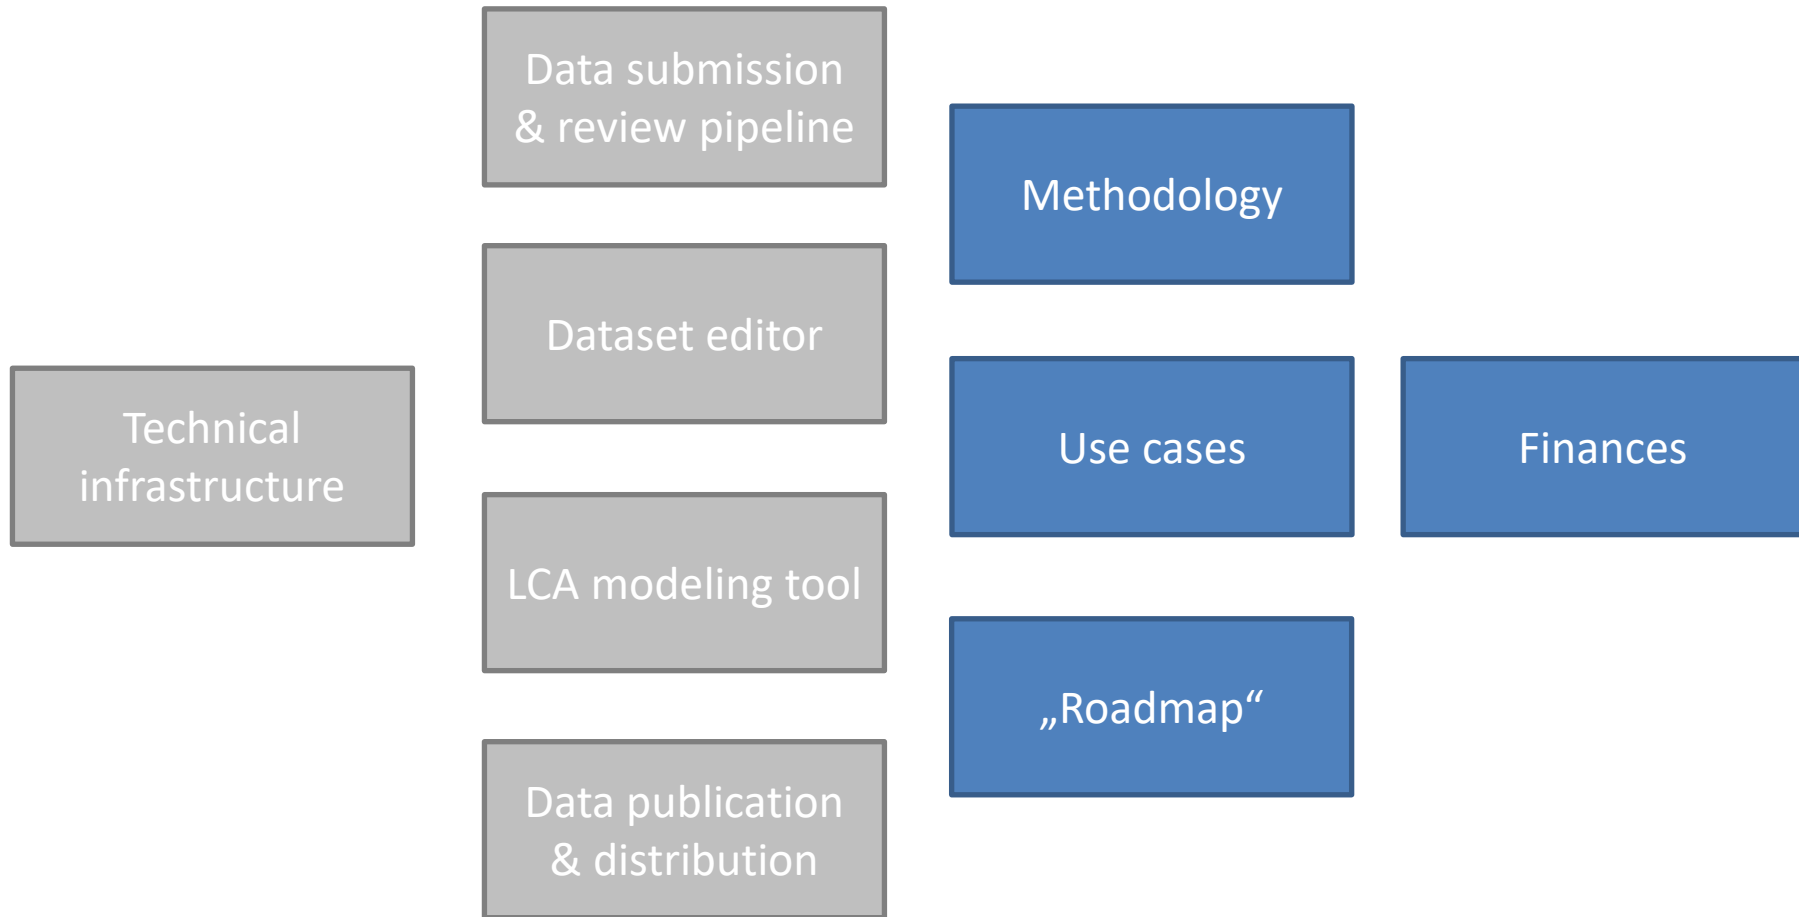 Technical
infrastructure
Data submission
& review pipeline
Dataset editor
LCA modeling tool
Data publication
& distribution
Methodology
Use cases
„Roadmap“
Finances